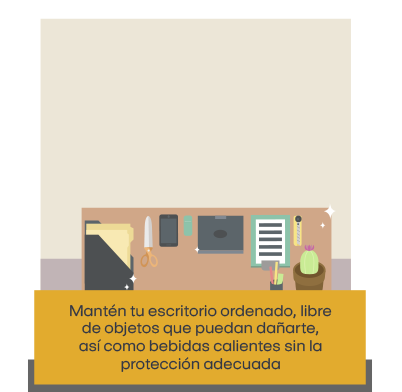 Mantén tu escritorio ordenado, libre
de objetos que puedan dañarte,
así como bebidas calientes sin la
protección adecuada